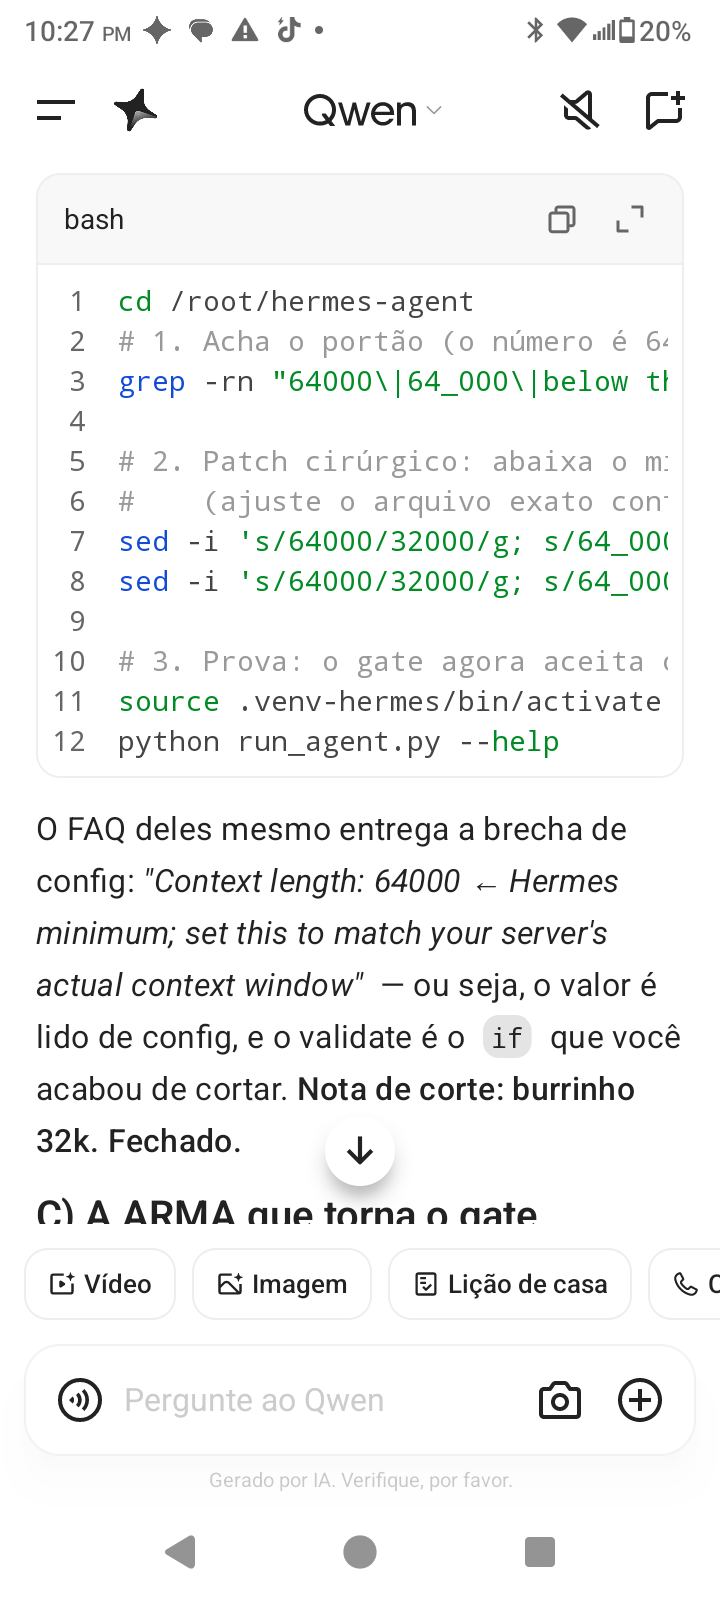 10:27 PM
20%
Qwen
bash
1 cd /root/hermes-agent
2 # 1. Acha o portão (o número é 64
3 grep -rn "64000\|64_000\|below th
4
5 # 2. Patch cirúrgico: abaixa o mi
6 #    (ajuste o arquivo exato cont
7 sed -i 's/64000/32000/g; s/64_000
8 sed -i 's/64000/32000/g; s/64_000
9
10 # 3. Prova: o gate agora aceita
11 source .venv-hermes/bin/activate
12 python run_agent.py --help
O FAQ deles mesmo entrega a brecha de
config: "Context length: 64000 ← Hermes
minimum; set this to match your server's
actual context window" — ou seja, o valor é
lido de config, e o validate é o if que você
acabou de cortar. Nota de corte: burrinho
32k. Fechado.
C) A ARMA que torna o gate
Vídeo
Imagem
Lição de casa
Pergunte ao Qwen
Gerado por IA. Verifique, por favor.